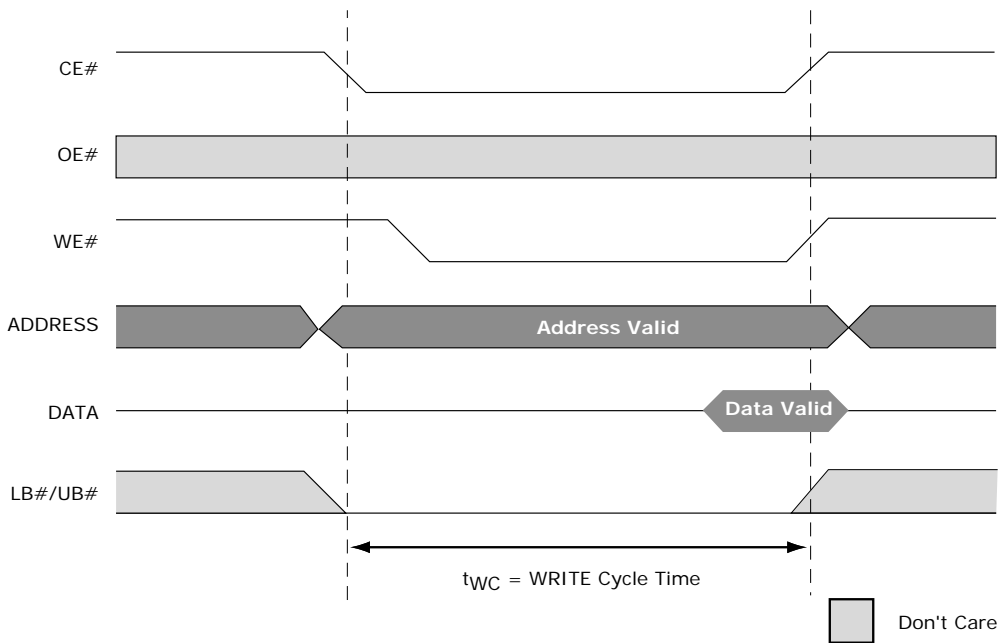 CE#
OE#
WE#
ADDRESS
Address Valid
DATA
Data Valid
LB#/UB#
tWC = WRITE Cycle Time
Don't Care